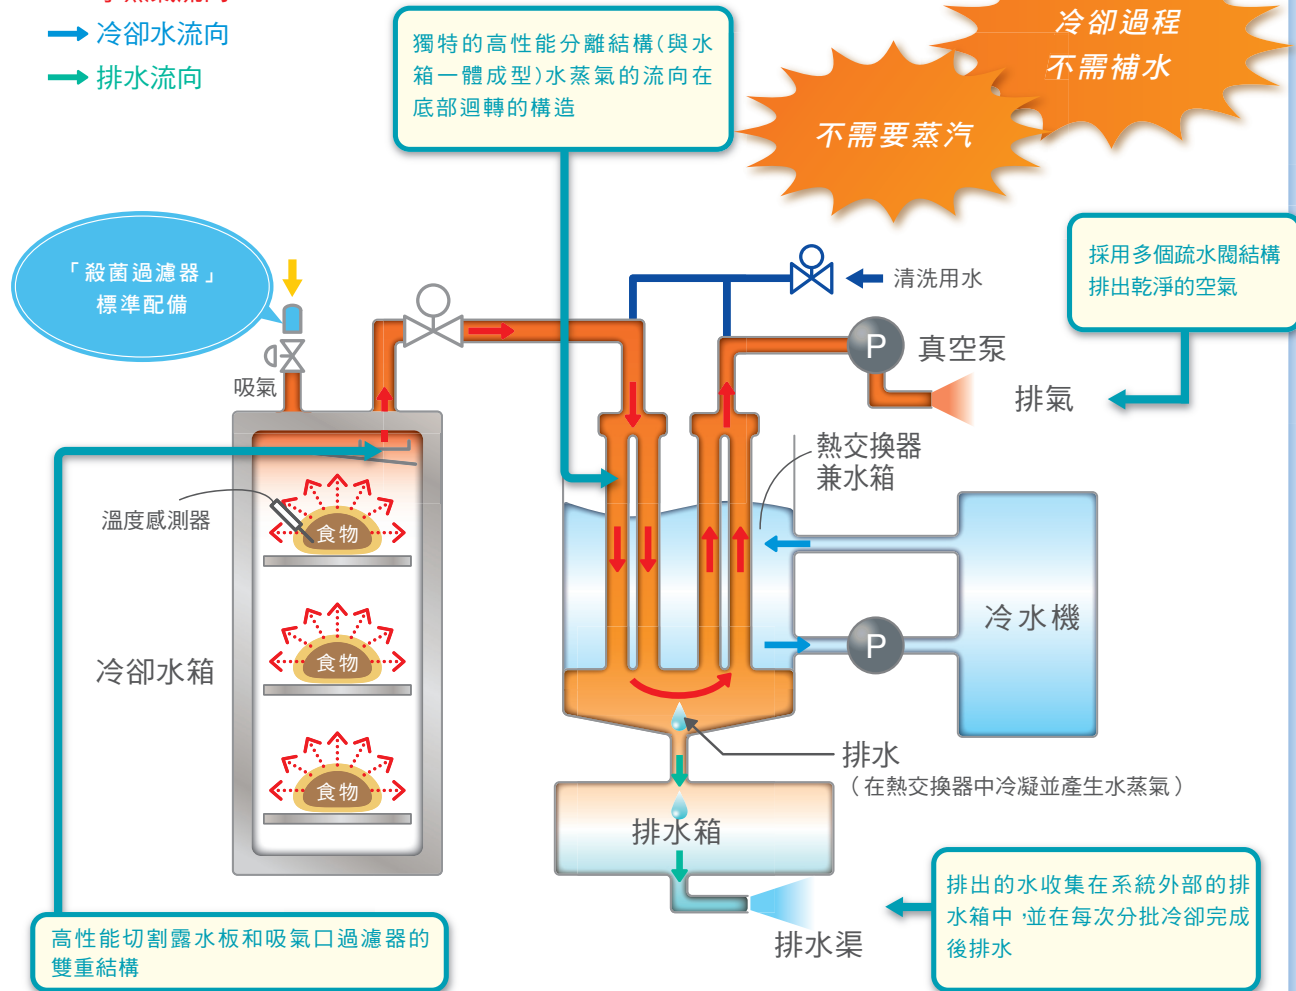 冷卻水流向
排水流向
獨特的高性能分離結構(與水
箱一體成型)水蒸氣的流向在
底部迴轉的構造
冷卻過程
不需補水
不需要蒸汽
「殺菌過濾器」
標準配備
吸氣
清洗用水
採用多個疏水閥結構
排出乾淨的空氣
P
真空泵
排氣
熱交換器
兼水箱
溫度感測器
食物
食物
食物
冷卻水箱
冷水機
P
排水
(在熱交換器中冷凝並產生水蒸氣)
排水箱
排水渠
排出的水收集在系統外部的排
水箱中,並在每次分批冷卻完成
後排水
高性能切割露水板和吸氣口過濾器的
雙重結構